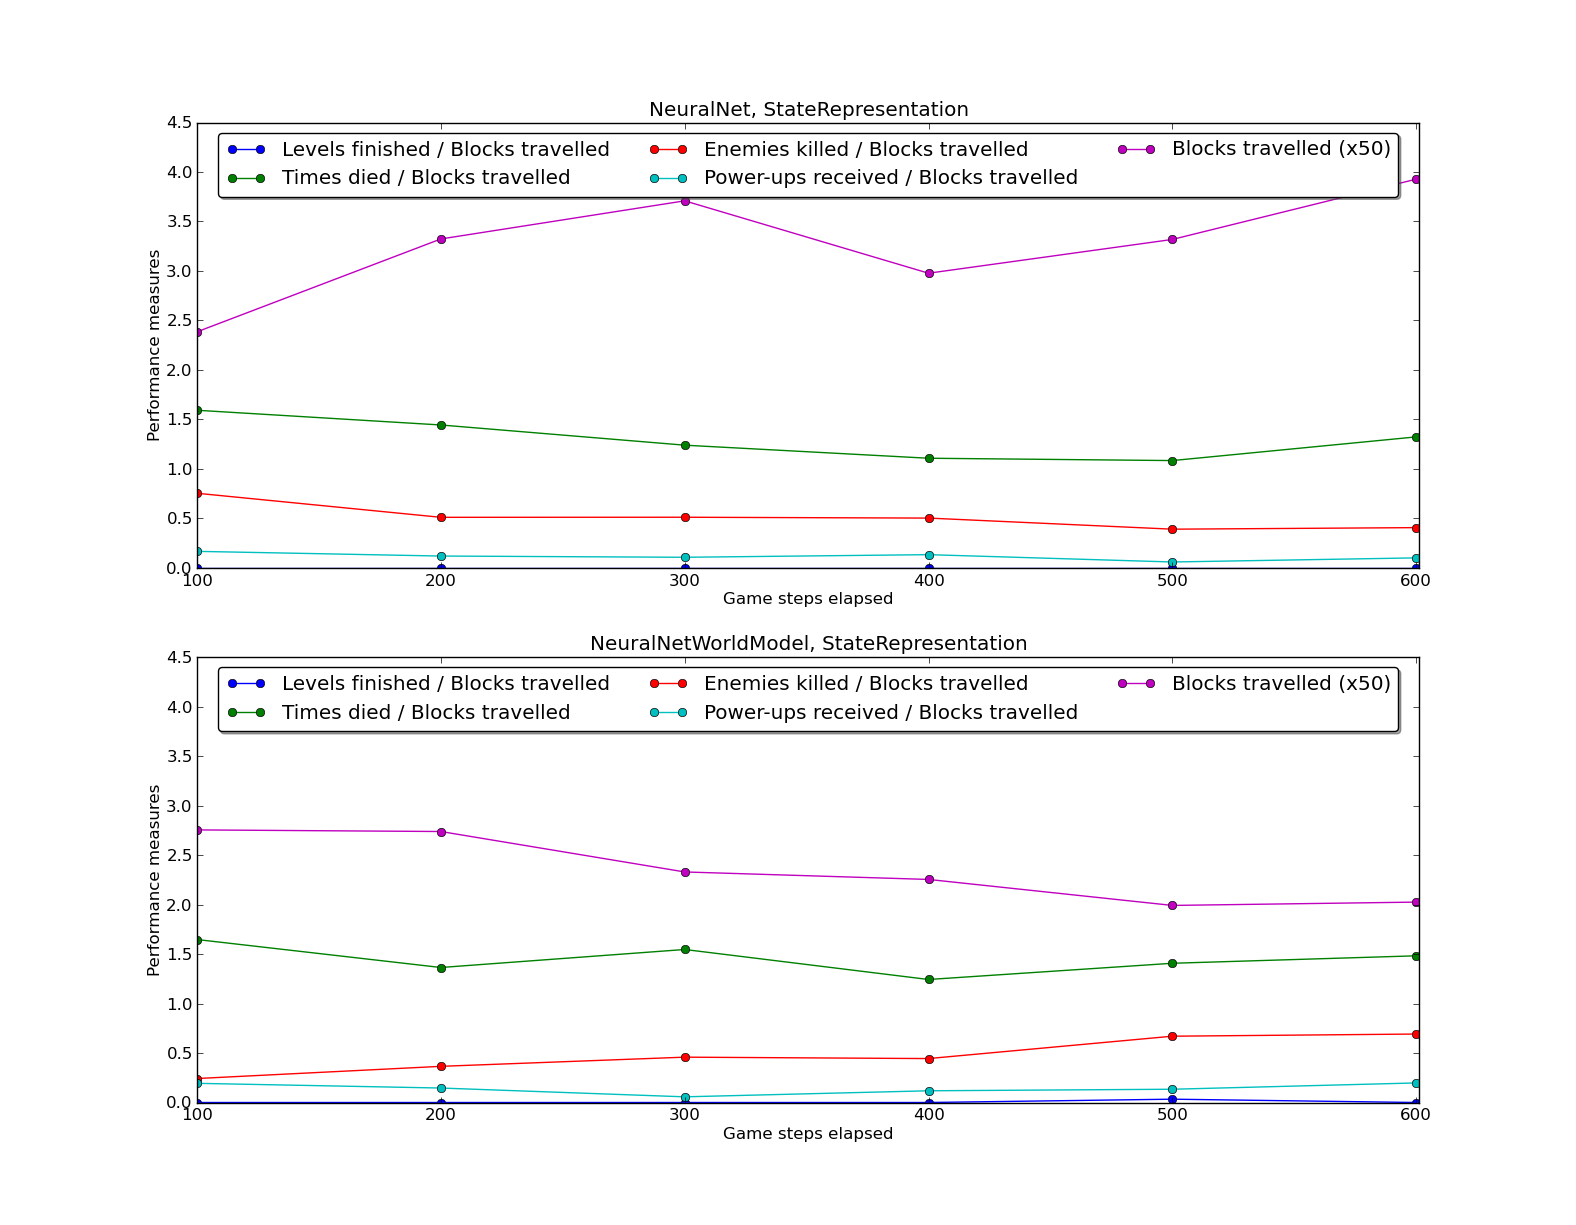 NeuralNet, StateRepresentation
4.5
4.0
3.5
3.0
2.5
2.0
1.5
1.0
0.5
0.0
Performance measures
Levels finished / Blocks travelled
Times died / Blocks travelled
Enemies killed / Blocks travelled
Power-ups received / Blocks travelled
Blocks travelled (x50)
100 200 300 400 500 600
Game steps elapsed
NeuralNetWorldModel, StateRepresentation
4.5
4.0
3.5
3.0
2.5
2.0
1.5
1.0
0.5
0.0
Performance measures
Levels finished / Blocks travelled
Times died / Blocks travelled
Enemies killed / Blocks travelled
Power-ups received / Blocks travelled
Blocks travelled (x50)
100 200 300 400 500 600
Game steps elapsed